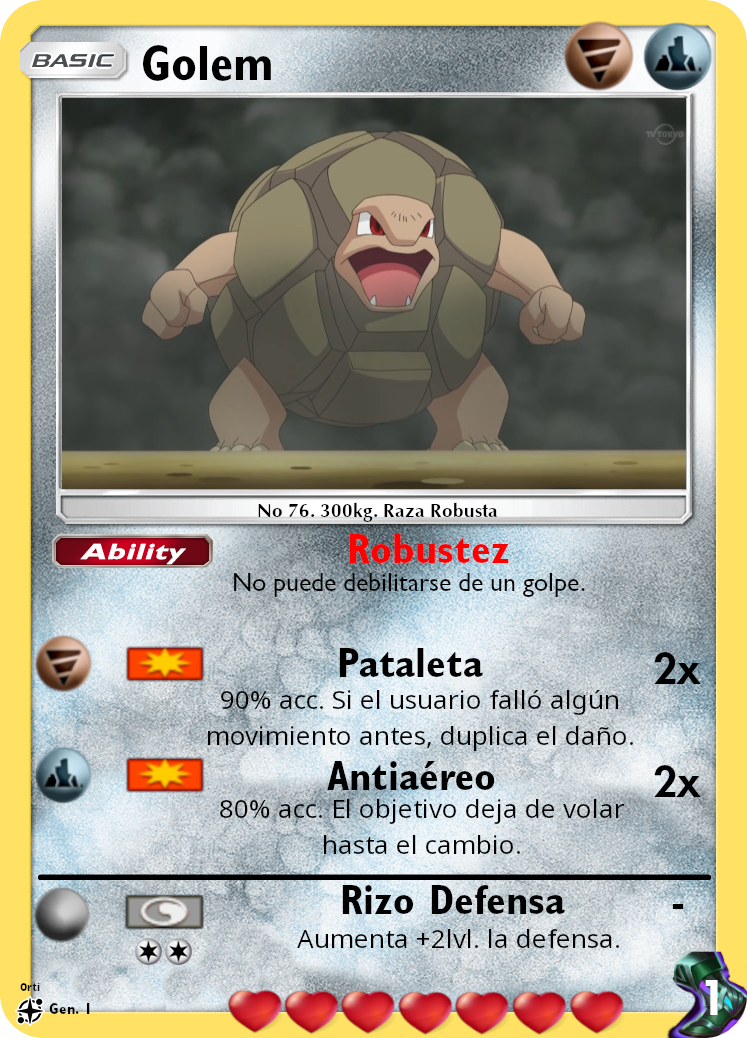 BASIC Golem
TV TOKYO
No 76. 300kg. Raza Robusta
Ability Robustez
No puede debilitarse de un golpe.
Pataleta 2x
90% acc. Si el usuario falló algún
movimiento antes, duplica el daño.
Antiaéreo 2x
80% acc. El objetivo deja de volar
hasta el cambio.
Rizo Defensa -
Aumenta +2lvl. la defensa.
Orti
Gen. I
1